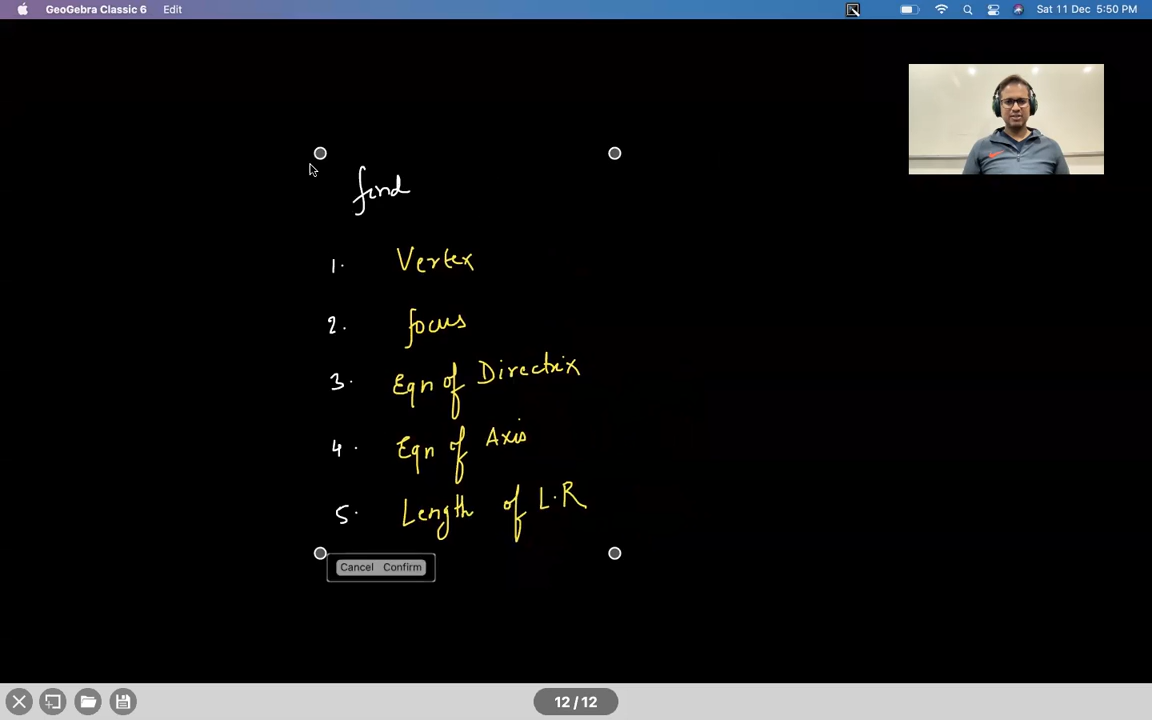 GeoGebra Classic 6 Edit Sat 11 Dec 5:50 PM
find
1. Vertex
2. focus
3. Eqn of Directrix
4. Eqn of Axis
5. Length of L.R
Cancel Confirm
12 / 12